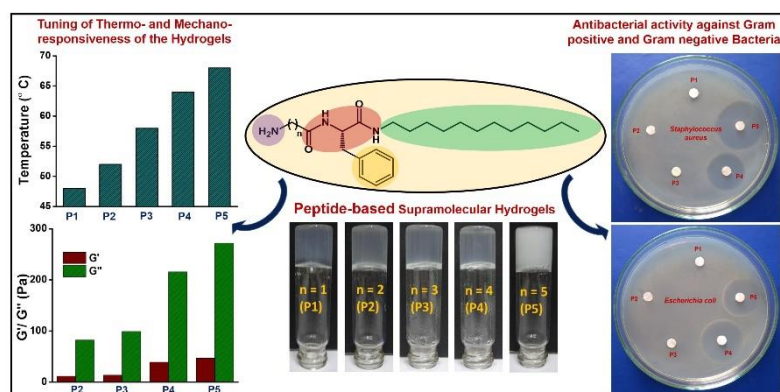 Tuning of Thermo- and Mechano-
responsiveness of the Hydrogels
Temperature (° C)
70
65
60
55
50
45
P1 P2 P3 P4 P5
G'/ G'' (Pa)
300
200
100
0
G'
G''
P2 P3 P4 P5
H₂N
( )n
O
H
N
O
N
H
Peptide-based Supramolecular Hydrogels
n = 1
(P1)
n = 2
(P2)
n = 3
(P3)
n = 4
(P4)
n = 5
(P5)
Antibacterial activity against Gram
positive and Gram negative Bacteria
P1
P2
P3
P4
P5
Staphylococcus
aureus
P1
P2
P3
P4
P5
Escherichia coli